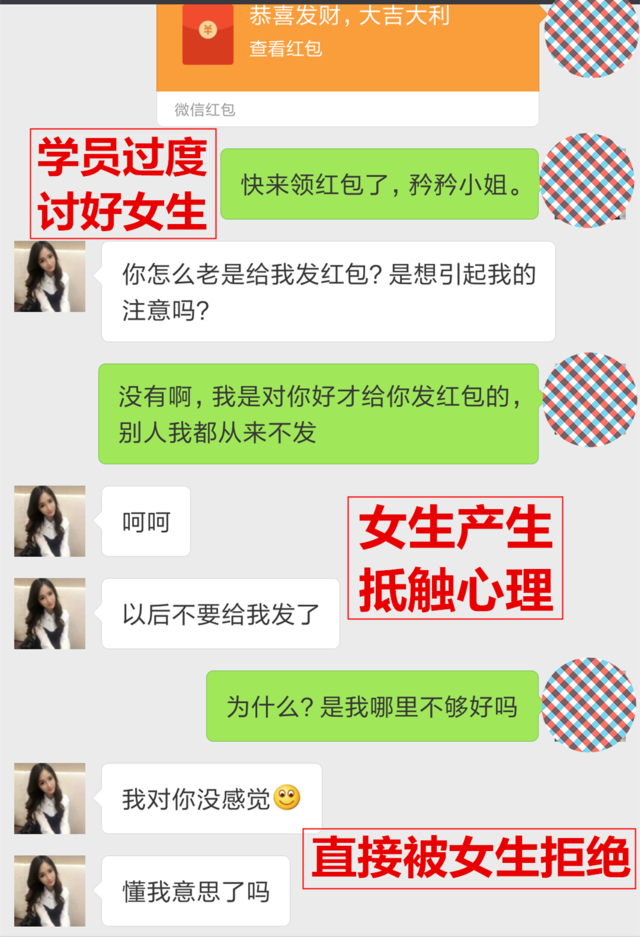 恭喜发财，大吉大利
查看红包
微信红包
学员过度
讨好女生
快来领红包了，矜矜小姐。
你怎么老是给我发红包？是想引起我的
注意吗？
没有啊，我是对你好才给你发红包的，
别人我都从来不发
呵呵
女生产生
抵触心理
以后不要给我发了
为什么？是我哪里不够好吗
我对你没感觉
直接被女生拒绝
懂我意思了吗